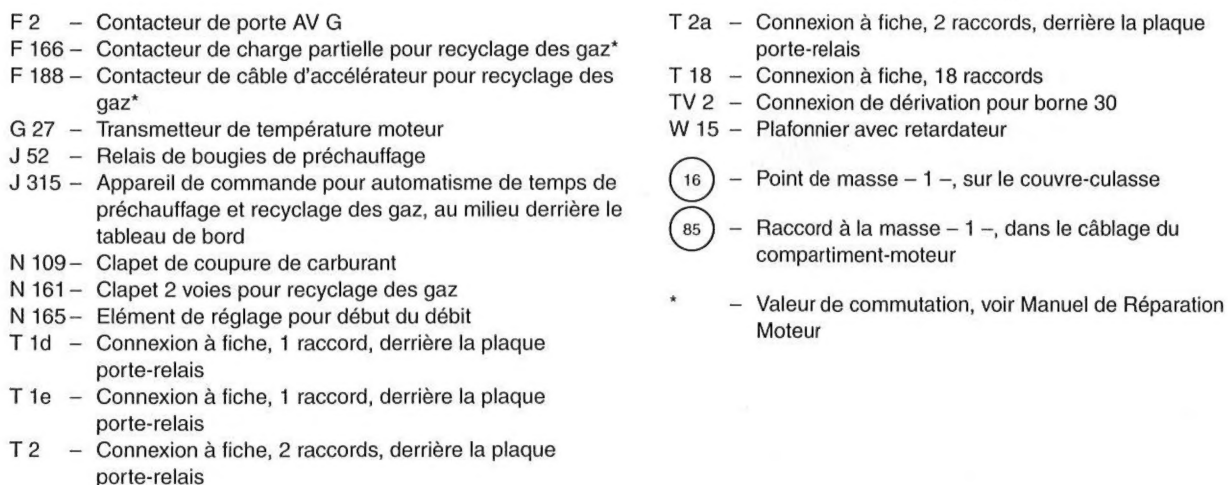 F 2 – Contacteur de porte AV G
F 166 – Contacteur de charge partielle pour recyclage des gaz*
F 188 – Contacteur de câble d'accélérateur pour recyclage des
gaz*
G 27 – Transmetteur de température moteur
J 52 – Relais de bougies de préchauffage
J 315 – Appareil de commande pour automatisme de temps de
préchauffage et recyclage des gaz, au milieu derrière le
tableau de bord
N 109 – Clapet de coupure de carburant
N 161 – Clapet 2 voies pour recyclage des gaz
N 165 – Elément de réglage pour début du débit
T 1d – Connexion à fiche, 1 raccord, derrière la plaque
porte-relais
T 1e – Connexion à fiche, 1 raccord, derrière la plaque
porte-relais
T 2 – Connexion à fiche, 2 raccords, derrière la plaque
porte-relais
T 2a – Connexion à fiche, 2 raccords, derrière la plaque
porte-relais
T 18 – Connexion à fiche, 18 raccords
TV 2 – Connexion de dérivation pour borne 30
W 15 – Plafonnier avec retardateur
16 – Point de masse – 1 –, sur le couvre-culasse
85 – Raccord à la masse – 1 –, dans le câblage du
compartiment-moteur
* – Valeur de commutation, voir Manuel de Réparation
Moteur